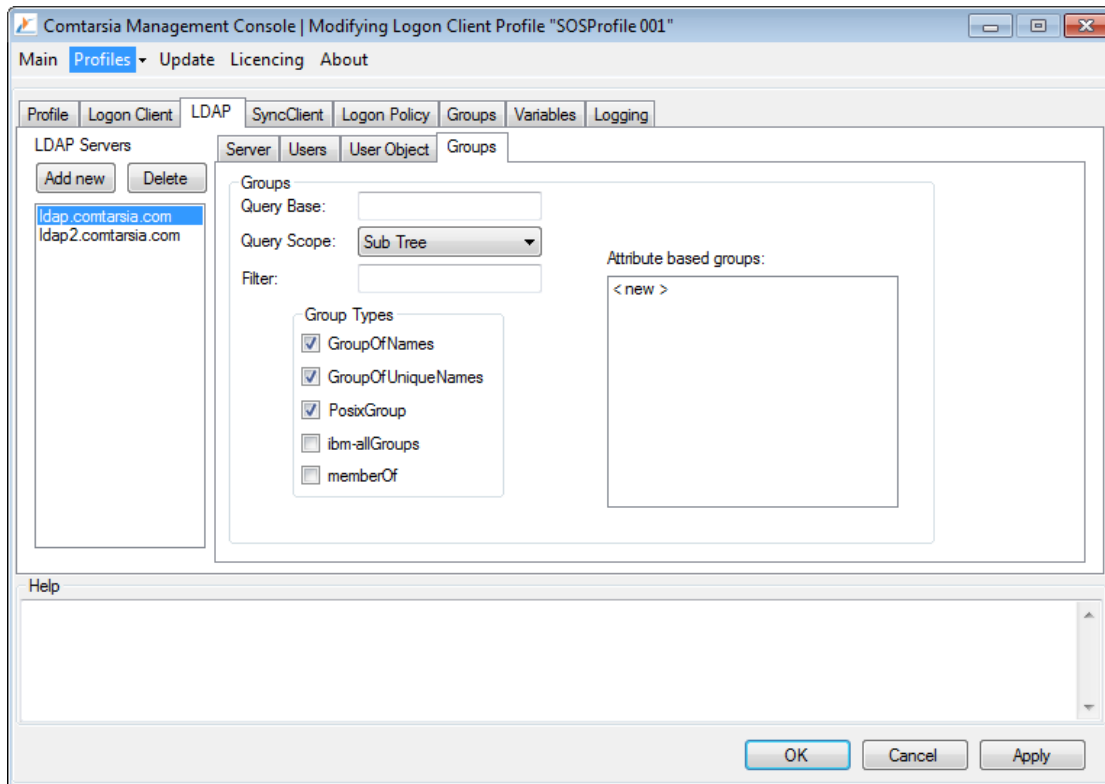 Comtarsia Management Console | Modifying Logon Client Profile "SOSProfile 001"
Main Profiles Update Licencing About
Profile Logon Client LDAP SyncClient Logon Policy Groups Variables Logging
LDAP Servers
Server Users User Object Groups
Add new Delete
ldap.comtarsia.com
ldap2.comtarsia.com
Groups
Query Base:
Query Scope: Sub Tree
Filter:
Group Types
GroupOfNames
GroupOfUniqueNames
PosixGroup
ibm-allGroups
memberOf
Attribute based groups:
< new >
Help
OK Cancel Apply